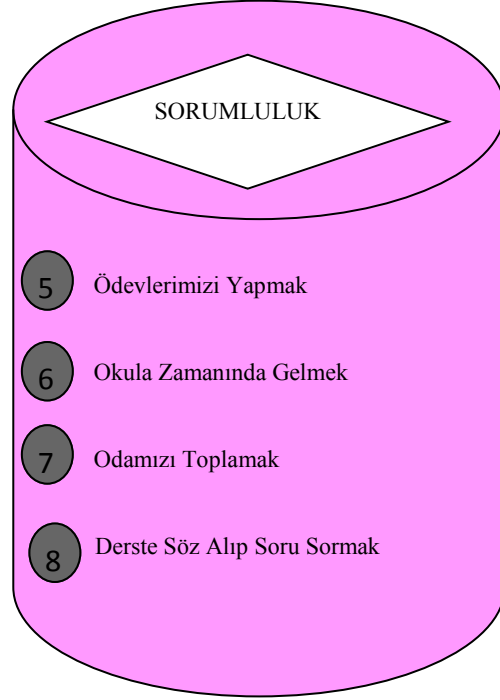 SORUMLULUK
5 Ödevlerimizi Yapmak
6 Okula Zamanında Gelmek
7 Odamızı Toplamak
8 Derste Söz Alıp Soru Sormak